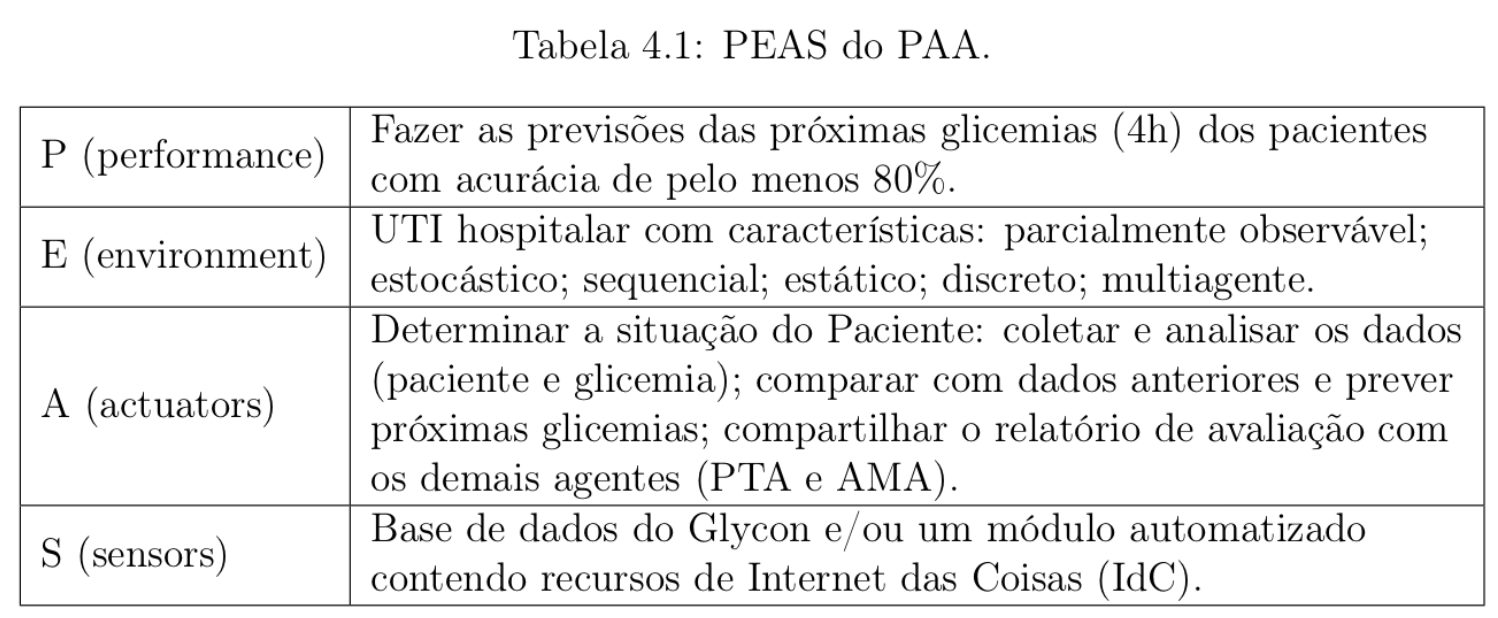 Tabela 4.1: PEAS do PAA.
P (performance)
Fazer as previsões das próximas glicemias (4h) dos pacientes
com acurácia de pelo menos 80%.
E (environment)
UTI hospitalar com características: parcialmente observável;
estocástico; sequencial; estático; discreto; multiagente.
A (actuators)
Determinar a situação do Paciente: coletar e analisar os dados
(paciente e glicemia); comparar com dados anteriores e prever
próximas glicemias; compartilhar o relatório de avaliação com
os demais agentes (PTA e AMA).
S (sensors)
Base de dados do Glycon e/ou um módulo automatizado
contendo recursos de Internet das Coisas (IdC).